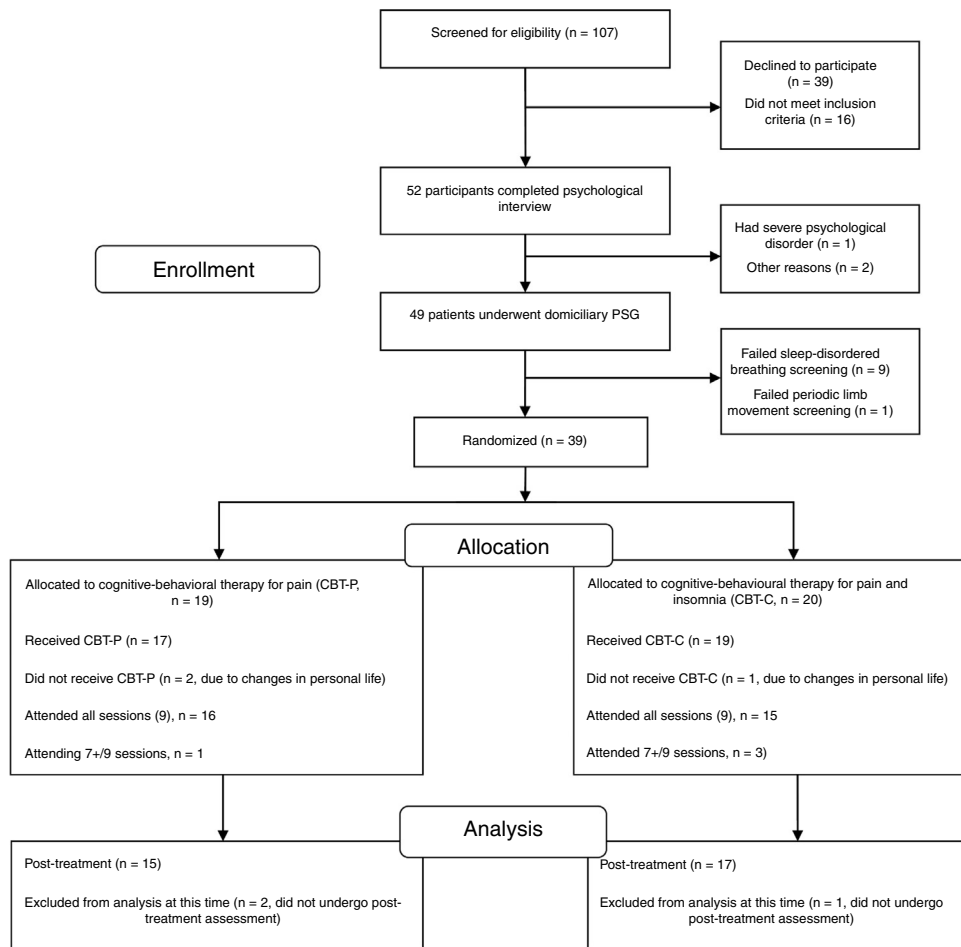 Screened for eligibility (n = 107)
Declined to participate
(n = 39)
Did not meet inclusion
criteria (n = 16)
52 participants completed psychological
interview
Had severe psychological
disorder (n = 1)
Other reasons (n = 2)
Enrollment
49 patients underwent domiciliary PSG
Failed sleep-disordered
breathing screening (n = 9)
Failed periodic limb
movement screening (n = 1)
Randomized (n = 39)
Allocation
Allocated to cognitive-behavioral therapy for pain (CBT-P,
n = 19)
Received CBT-P (n = 17)
Did not receive CBT-P (n = 2, due to changes in personal life)
Attended all sessions (9), n = 16
Attending 7+/9 sessions, n = 1
Allocated to cognitive-behavioural therapy for pain and
insomnia (CBT-C, n = 20)
Received CBT-C (n = 19)
Did not receive CBT-C (n = 1, due to changes in personal life)
Attended all sessions (9), n = 15
Attended 7+/9 sessions, n = 3)
Analysis
Post-treatment (n = 15)
Excluded from analysis at this time (n = 2, did not undergo post-
treatment assessment)
Post-treatment (n = 17)
Excluded from analysis at this time (n = 1, did not undergo
post-treatment assessment)